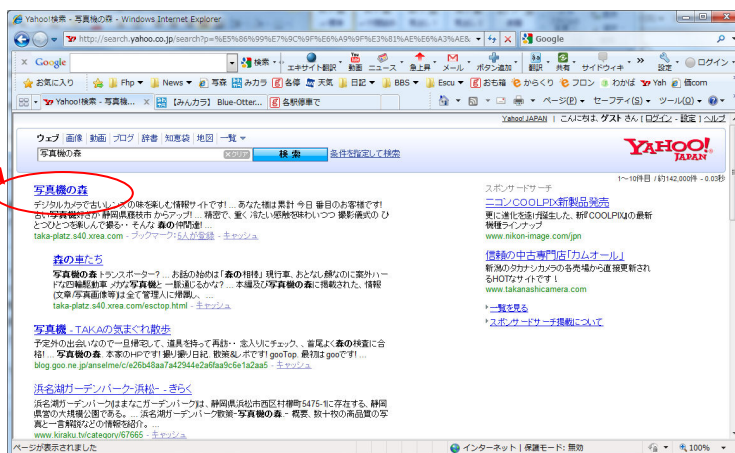 Yahoo!検索 - 写真機の森 - Windows Internet Explorer
http://search.yahoo.co.jp/search?p=%E5%86%99%E7%9C%9F%E6%A9%9F%E3%81%AE%E6%A3%AE&
Google
x Google 検索 エキサイト翻訳 動画 ニュース 急上昇 メール ボタン追加 翻訳 共有 サイドウィキ » 設定 ログイン
お気に入り Fhp News 写森 みカラ 各停 天気 日記 BBS Escu おち箱 からくり フロン わかば Yah 価com
Yahoo!検索 - 写真機... 【みんカラ】 Blue-Otter... 各駅停車で ページ(P) セーフティ(S) ツール(O)
Yahoo! JAPAN | こんにちは、ゲスト さん [ログイン - 設定] ヘルプ
ウェブ | 画像 | 動画 | ブログ | 辞書 | 知恵袋 | 地図 | 一覧
写真機の森 ×クリア 検索 条件を指定して検索
YAHOO! JAPAN
1～10件目 / 約142,000件 - 0.03秒
写真機の森
デジタルカメラで古いレンズの味を楽しむ情報サイトです! ... あなた様は累計 今日 番目のお客様です!
古い写真機好きが 静岡県藤枝市 からアップ! ... 精密で、重く 冷たい感触を味わいつつ 撮影儀式の ひ
とつひとつを楽しんで撮る・・そんな 森の仲間達! ...
taka-platz.s40.xrea.com - ブックマーク: 5人が登録 - キャッシュ
森の車たち
写真機の森 トランスポーター? ... お話の始めは「森の相棒」 現行車、おとなし顔なのに案外ハー
ドな四輪駆動車 メカな写真機と一脈通じるかな? ... 本編及び写真機の森に掲載された、情報
(文章/写真画像等)は全て管理人に帰属し、 ...
taka-platz.s40.xrea.com/esctop.html - キャッシュ
写真機 - TAKAの気まぐれ散歩
予定外の出会いなので一旦帰宅して、道具を持って再訪・・念入りにチェック、、首尾よく森の検査に合
格! ... 写真機の森. 本家のHPです! 撮り撮り日記. 散策&レポです! gooTop. 最初は gooです! ...
blog.goo.ne.jp/anselme/c/e26b48aa7a42944e2a6faa9c6e1a2aa5 - キャッシュ
浜名湖ガーデンパーク-浜松- - きらく
浜名湖ガーデンパークはまなこガーデンパークは、静岡県浜松市西区村櫛町5475-1に存在する、静岡
県営の大規模公園である。 ... 浜名湖ガーデンパーク散策-写真機の森.- 概要、数十枚の高品質の写
真と一言解説などの情報を紹介。 ...
www.kiraku.tv/category/67665 - キャッシュ
スポンサードサーチ
ニコンCOOLPIX新製品発売
更に進化を遂げ誕生した、新『COOLPIX』の最新
機種ラインナップ
www.nikon-image.com/jpn
信頼の中古専門店「カムオール」
新潟のタカナシカメラの各売場から直接更新され
るHOTなサイトです!
www.takanashicamera.com
一覧を見る
スポンサードサーチ掲載について
ページが表示されました インターネット | 保護モード: 無効 100%